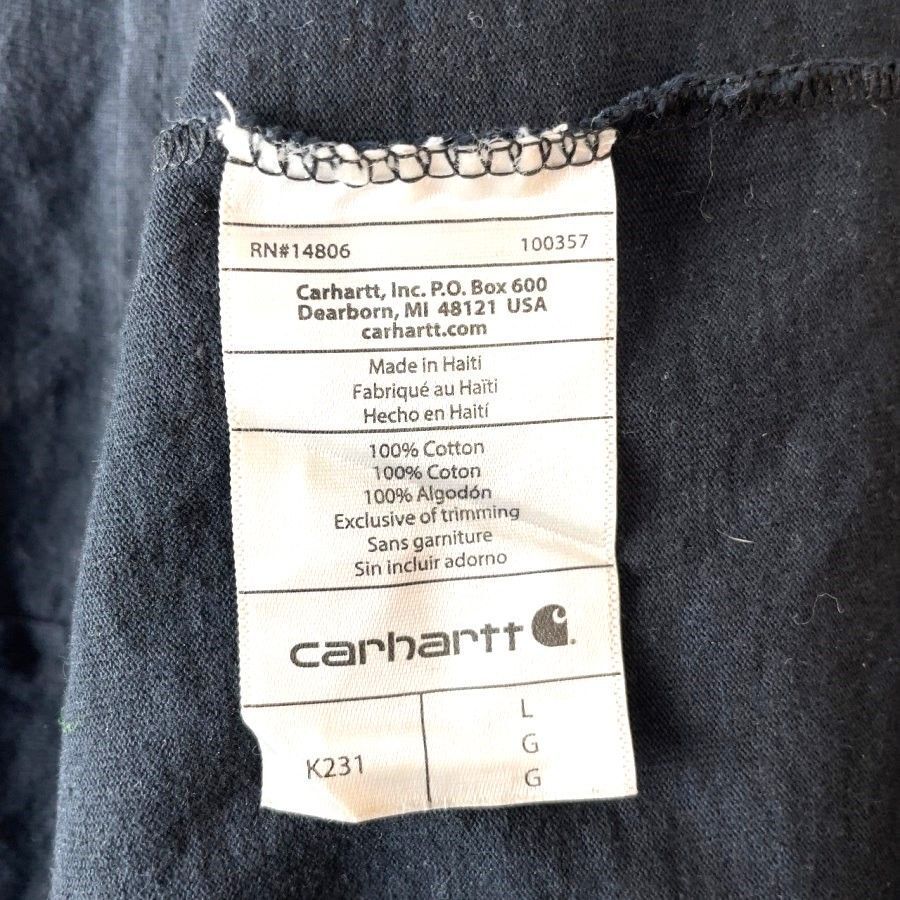 RN#14806 100357
Carhartt, Inc. P.O. Box 600
Dearborn, MI 48121 USA
carhartt.com
Made in Haiti
Fabriqué au Haïti
Hecho en Haití
100% Cotton
100% Coton
100% Algodón
Exclusive of trimming
Sans garniture
Sin incluir adorno
carhartt
K231
L
G
G